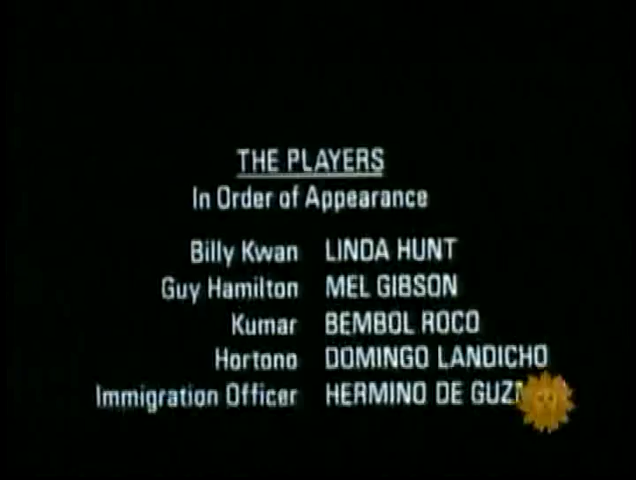 THE PLAYERS
In Order of Appearance
Billy Kwan LINDA HUNT
Guy Hamilton MEL GIBSON
Kumar BEMBOL ROCO
Hortono DOMINGO LANDICHO
Immigration Officer HERMINO DE